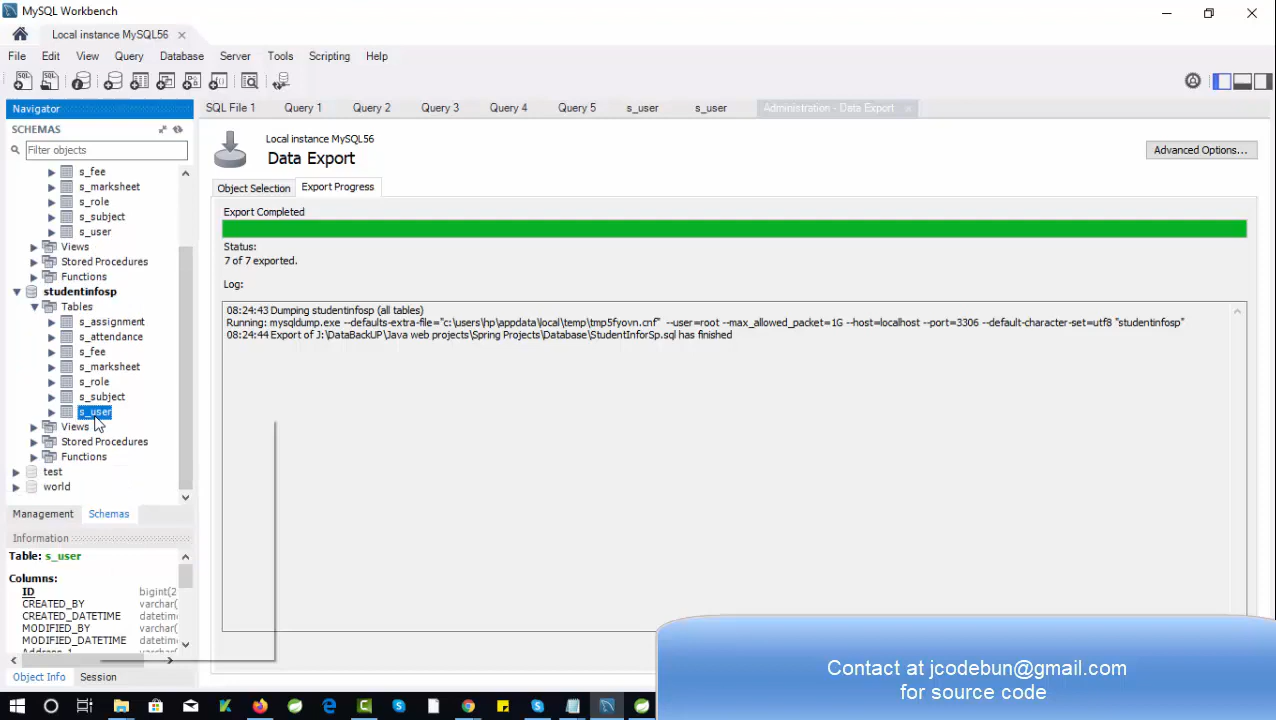 MySQL Workbench
Local instance MySQL56
File Edit View Query Database Server Tools Scripting Help
Navigator
SCHEMAS
Filter objects
s_fee
s_marksheet
s_role
s_subject
s_user
Views
Stored Procedures
Functions
studentinfosp
Tables
s_assignment
s_attendance
s_fee
s_marksheet
s_role
s_subject
s_user
Views
Stored Procedures
Functions
test
world
Management Schemas
Information
Table: s_user
Columns:
ID bigint(2
CREATED_BY varchar(
CREATED_DATETIME datetime
MODIFIED_BY varchar(
MODIFIED_DATETIME datetime
Object Info Session
SQL File 1 Query 1 Query 2 Query 3 Query 4 Query 5 s_user s_user Administration - Data Export
Local instance MySQL56
Data Export
Advanced Options...
Object Selection Export Progress
Export Completed
Status:
7 of 7 exported.
Log:
08:24:43 Dumping studentinfosp (all tables)
Running: mysqldump.exe --defaults-extra-file="c:\users\hp\appdata\local\temp\tmp5fyovn.cnf" --user=root --max_allowed_packet=1G --host=localhost --port=3306 --default-character-set=utf8 "studentinfosp"
08:24:44 Export of J:\DataBackUP\Java web projects\Spring Projects\Database\StudentInforSp.sql has finished
Contact at jcodebun@gmail.com
for source code